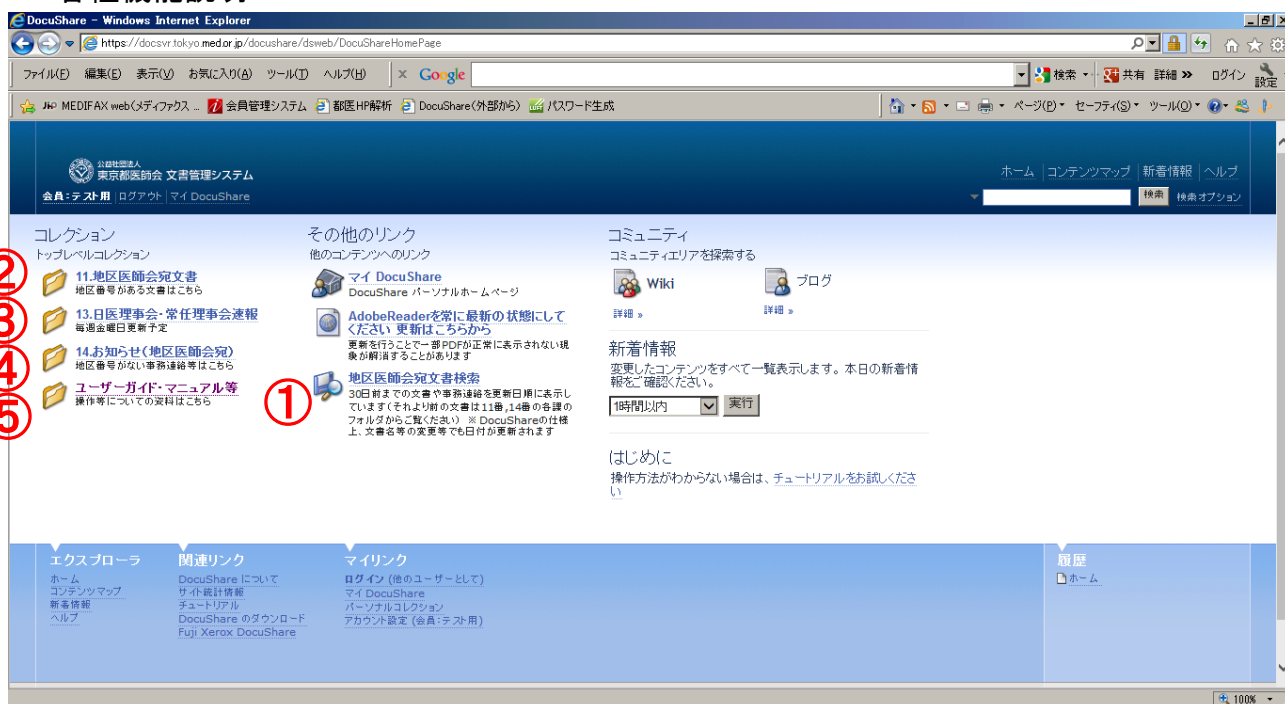 DocuShare - Windows Internet Explorer
https://docsvr.tokyo.med.or.jp/docushare/dsweb/DocuShareHomePage
ファイル(F) 編集(E) 表示(V) お気に入り(A) ツール(T) ヘルプ(H) x Google 検索 共有 詳細 » ログイン 設定
MEDIFAX web(メディファクス ... 会員管理システム 都医HP解析 DocuShare(外部から) パスワード生成 ページ(P) セーフティ(S) ツール(O)
公益社団法人
東京都医師会 文書管理システム
ホーム コンテンツマップ 新着情報 ヘルプ
会員:テスト用 ログアウト マイ DocuShare
検索 検索オプション
コレクション
トップレベルコレクション
②
11.地区医師会宛文書
地区番号がある文書はこちら
③
13.日医理事会・常任理事会速報
毎週金曜日更新予定
④
14.お知らせ(地区医師会宛)
地区番号がない事務連絡等はこちら
⑤
ユーザーガイド・マニュアル等
操作等についての資料はこちら
その他のリンク
他のコンテンツへのリンク
マイ DocuShare
DocuShare パーソナルホームページ
AdobeReaderを常に最新の状態にして
ください 更新はこちらから
更新を行うことで一部PDFが正常に表示されない現
象が解消することがあります
①
地区医師会宛文書検索
30日前までの文書や事務連絡を更新日順に表示し
ています(それより前の文書は11番,14番の各課の
フォルダからご覧ください) ※ DocuShareの仕様
上、文書名等の変更等でも日付が更新されます
コミュニティ
コミュニティエリアを探索する
Wiki
詳細 »
ブログ
詳細 »
新着情報
変更したコンテンツをすべて一覧表示します。本日の新着情
報をご確認ください。
1時間以内 実行
はじめに
操作方法がわからない場合は、チュートリアルをお試しくださ
い
エクスプローラ
ホーム
コンテンツマップ
新着情報
ヘルプ
関連リンク
DocuShare について
サイト統計情報
チュートリアル
DocuShare のダウンロード
Fuji Xerox DocuShare
マイリンク
ログイン (他のユーザーとして)
マイ DocuShare
パーソナルコレクション
アカウント設定 (会員:テスト用)
履歴
ホーム
100%